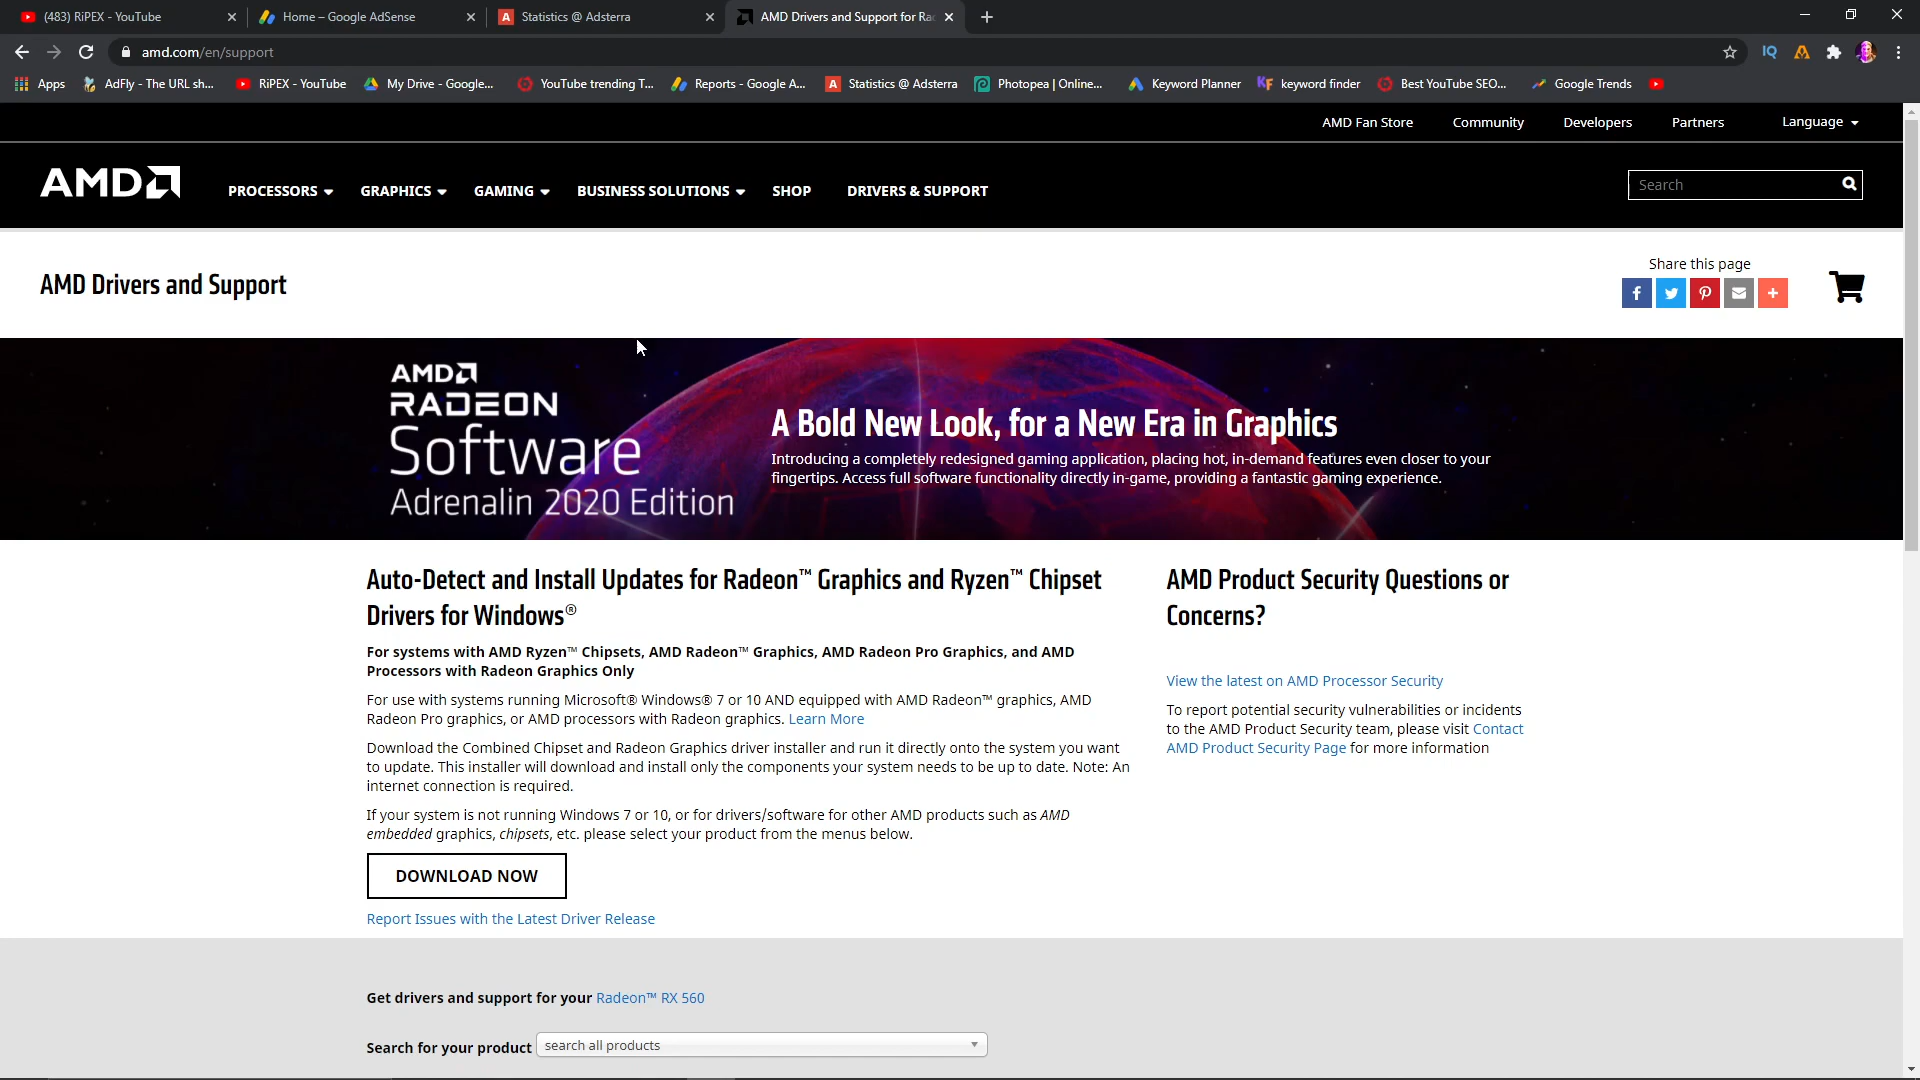 (483) RiPEX - YouTube
Home – Google AdSense
Statistics @ Adsterra
AMD Drivers and Support for Ra
amd.com/en/support
Apps
AdFly - The URL sh...
RiPEX - YouTube
My Drive - Google...
YouTube trending T...
Reports - Google A...
Statistics @ Adsterra
Photopea | Online...
Keyword Planner
keyword finder
Best YouTube SEO...
Google Trends
AMD Fan Store
Community
Developers
Partners
Language
AMD
PROCESSORS
GRAPHICS
GAMING
BUSINESS SOLUTIONS
SHOP
DRIVERS & SUPPORT
Search
AMD Drivers and Support
Share this page
AMD
RADEON
Software
Adrenalin 2020 Edition
A Bold New Look, for a New Era in Graphics
Introducing a completely redesigned gaming application, placing hot, in-demand features even closer to your
fingertips. Access full software functionality directly in-game, providing a fantastic gaming experience.
Auto-Detect and Install Updates for Radeon™ Graphics and Ryzen™ Chipset
Drivers for Windows®
For systems with AMD Ryzen™ Chipsets, AMD Radeon™ Graphics, AMD Radeon Pro Graphics, and AMD
Processors with Radeon Graphics Only
For use with systems running Microsoft® Windows® 7 or 10 AND equipped with AMD Radeon™ graphics, AMD
Radeon Pro graphics, or AMD processors with Radeon graphics. Learn More
Download the Combined Chipset and Radeon Graphics driver installer and run it directly onto the system you want
to update. This installer will download and install only the components your system needs to be up to date. Note: An
internet connection is required.
If your system is not running Windows 7 or 10, or for drivers/software for other AMD products such as AMD
embedded graphics, chipsets, etc. please select your product from the menus below.
DOWNLOAD NOW
Report Issues with the Latest Driver Release
AMD Product Security Questions or
Concerns?
View the latest on AMD Processor Security
To report potential security vulnerabilities or incidents
to the AMD Product Security team, please visit Contact
AMD Product Security Page for more information
Get drivers and support for your Radeon™ RX 560
Search for your product
search all products